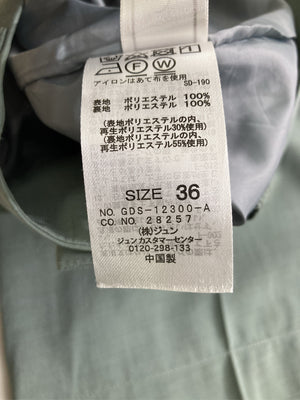 F W
アイロンはあて布を使用
SD-190
表地 ポリエステル 100%
裏地 ポリエステル 100%
(表地ポリエステルの内、
再生ポリエステル30%使用)
(裏地ポリエステルの内、
再生ポリエステル55%使用)
SIZE 36
NO. GDS-12300-A
CO. NO. 28257
(株)ジュン
ジュンカスタマーセンター
0120-298-133
中国製